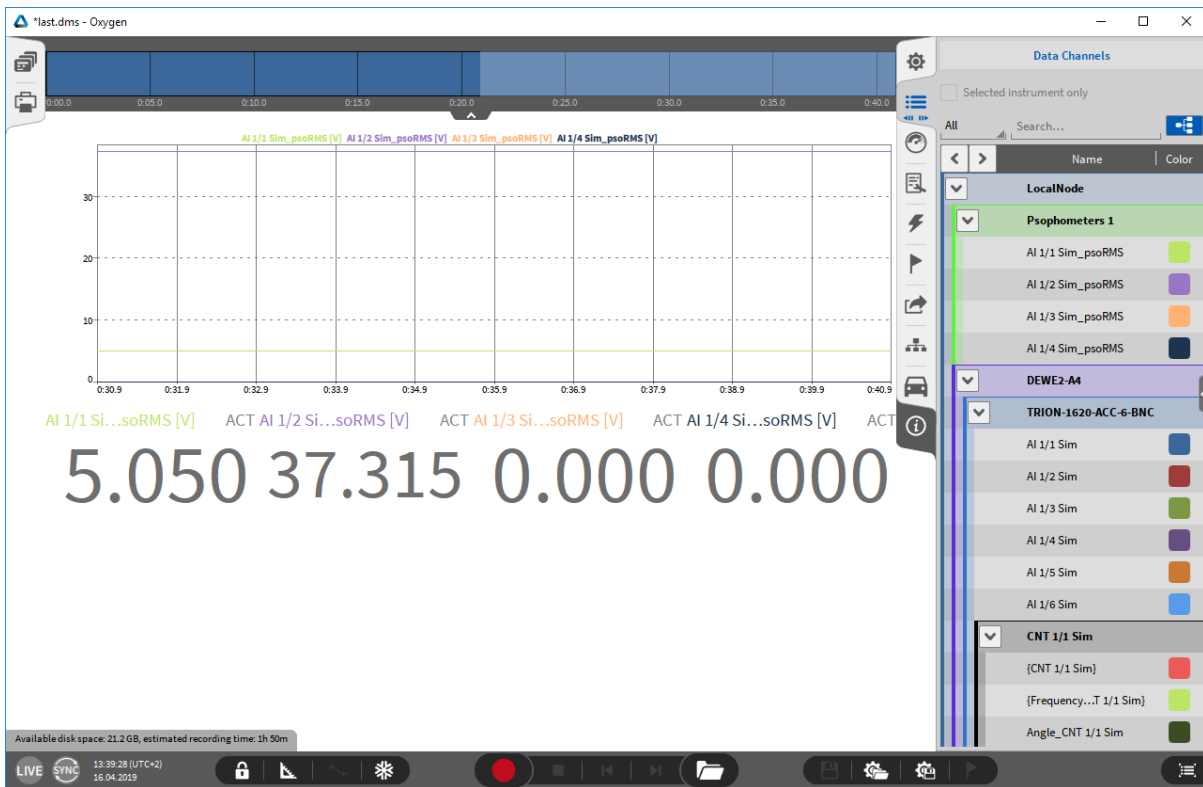 *last.dms - Oxygen
0:00.0 0:05.0 0:10.0 0:15.0 0:20.0 0:25.0 0:30.0 0:35.0 0:40.0
AI 1/1 Sim_psoRMS [V] AI 1/2 Sim_psoRMS [V] AI 1/3 Sim_psoRMS [V] AI 1/4 Sim_psoRMS [V]
30
20
10
0
0:30.9 0:31.9 0:32.9 0:33.9 0:34.9 0:35.9 0:36.9 0:37.9 0:38.9 0:39.9 0:40.9
AI 1/1 Si...soRMS [V] ACT AI 1/2 Si...soRMS [V] ACT AI 1/3 Si...soRMS [V] ACT AI 1/4 Si...soRMS [V] ACT
5.050 37.315 0.000 0.000
Available disk space: 21.2 GB, estimated recording time: 1h 50m
LIVE SYNC 13:39:28 (UTC+2)
16.04.2019
Data Channels
Selected instrument only
All Search...
Name Color
LocalNode
Psophometers 1
AI 1/1 Sim_psoRMS
AI 1/2 Sim_psoRMS
AI 1/3 Sim_psoRMS
AI 1/4 Sim_psoRMS
DEWE2-A4
TRION-1620-ACC-6-BNC
AI 1/1 Sim
AI 1/2 Sim
AI 1/3 Sim
AI 1/4 Sim
AI 1/5 Sim
AI 1/6 Sim
CNT 1/1 Sim
{CNT 1/1 Sim}
{Frequency...T 1/1 Sim}
Angle_CNT 1/1 Sim